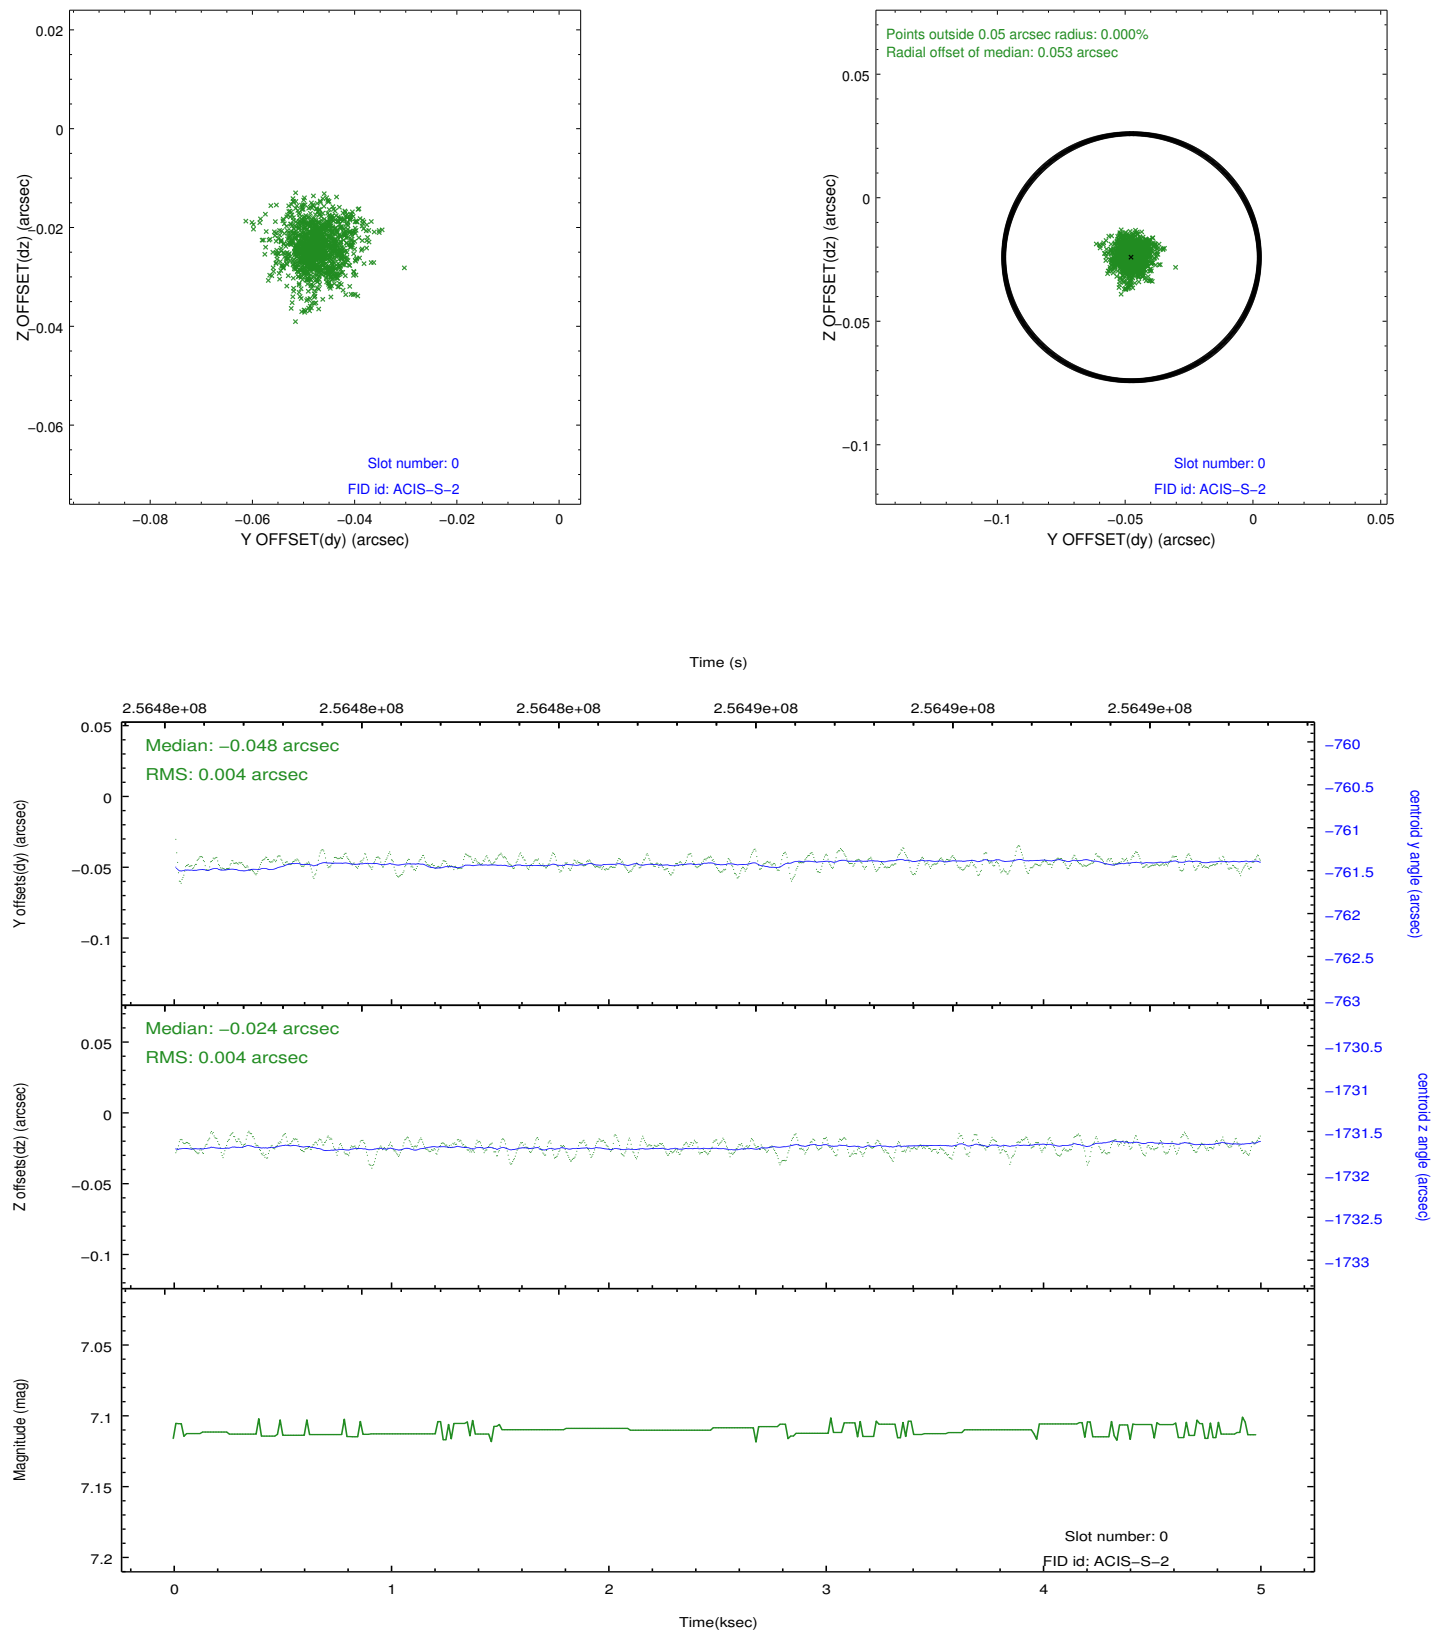 0.02
0
−0.02
−0.04
−0.06
Z OFFSET(dz) (arcsec)
Slot number: 0
FID id: ACIS−S−2
−0.08
−0.06
−0.04
−0.02
0
Y OFFSET(dy) (arcsec)
Points outside 0.05 arcsec radius: 0.000%
Radial offset of median: 0.053 arcsec
0.05
0
−0.05
−0.1
Z OFFSET(dz) (arcsec)
Slot number: 0
FID id: ACIS−S−2
−0.1
−0.05
0
0.05
Y OFFSET(dy) (arcsec)
Time (s)
2.5648e+08
2.5648e+08
2.5648e+08
2.5649e+08
2.5649e+08
2.5649e+08
Median: −0.048 arcsec
RMS: 0.004 arcsec
0.05
0
−0.05
−0.1
Y offsets(dy) (arcsec)
−760
−760.5
−761
−761.5
−762
−762.5
−763
centroid y angle (arcsec)
Median: −0.024 arcsec
RMS: 0.004 arcsec
0.05
0
−0.05
−0.1
Z offsets(dz) (arcsec)
−1730.5
−1731
−1731.5
−1732
−1732.5
−1733
centroid z angle (arcsec)
7.05
7.1
7.15
7.2
Magnitude (mag)
Slot number: 0
FID id: ACIS−S−2
0
1
2
3
4
5
Time(ksec)